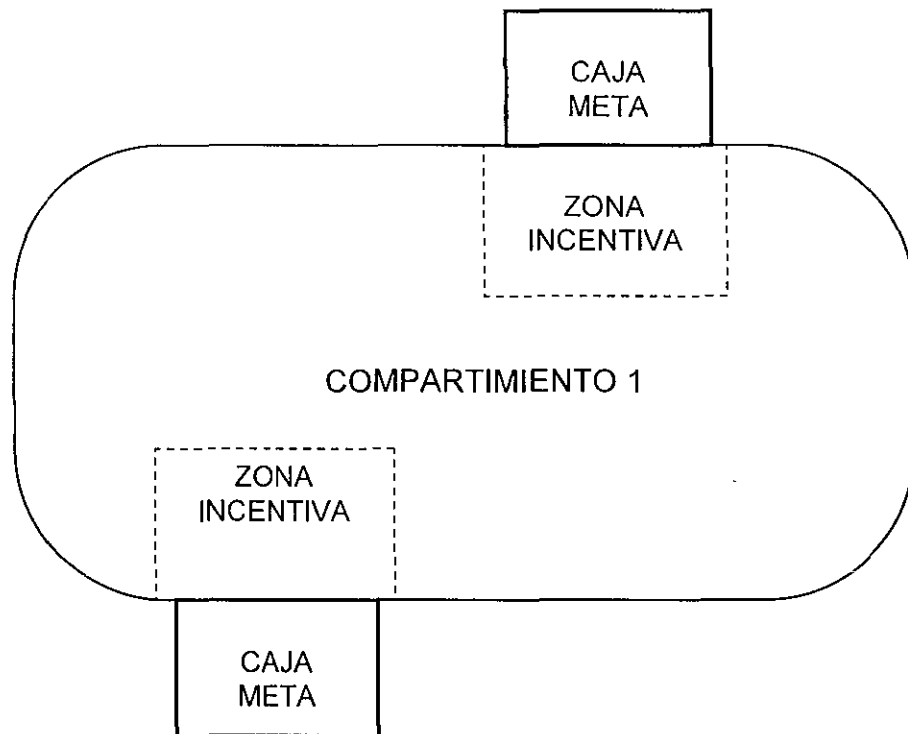 CAJA
META
ZONA
INCENTIVA
COMPARTIMIENTO 1
ZONA
INCENTIVA
CAJA
META